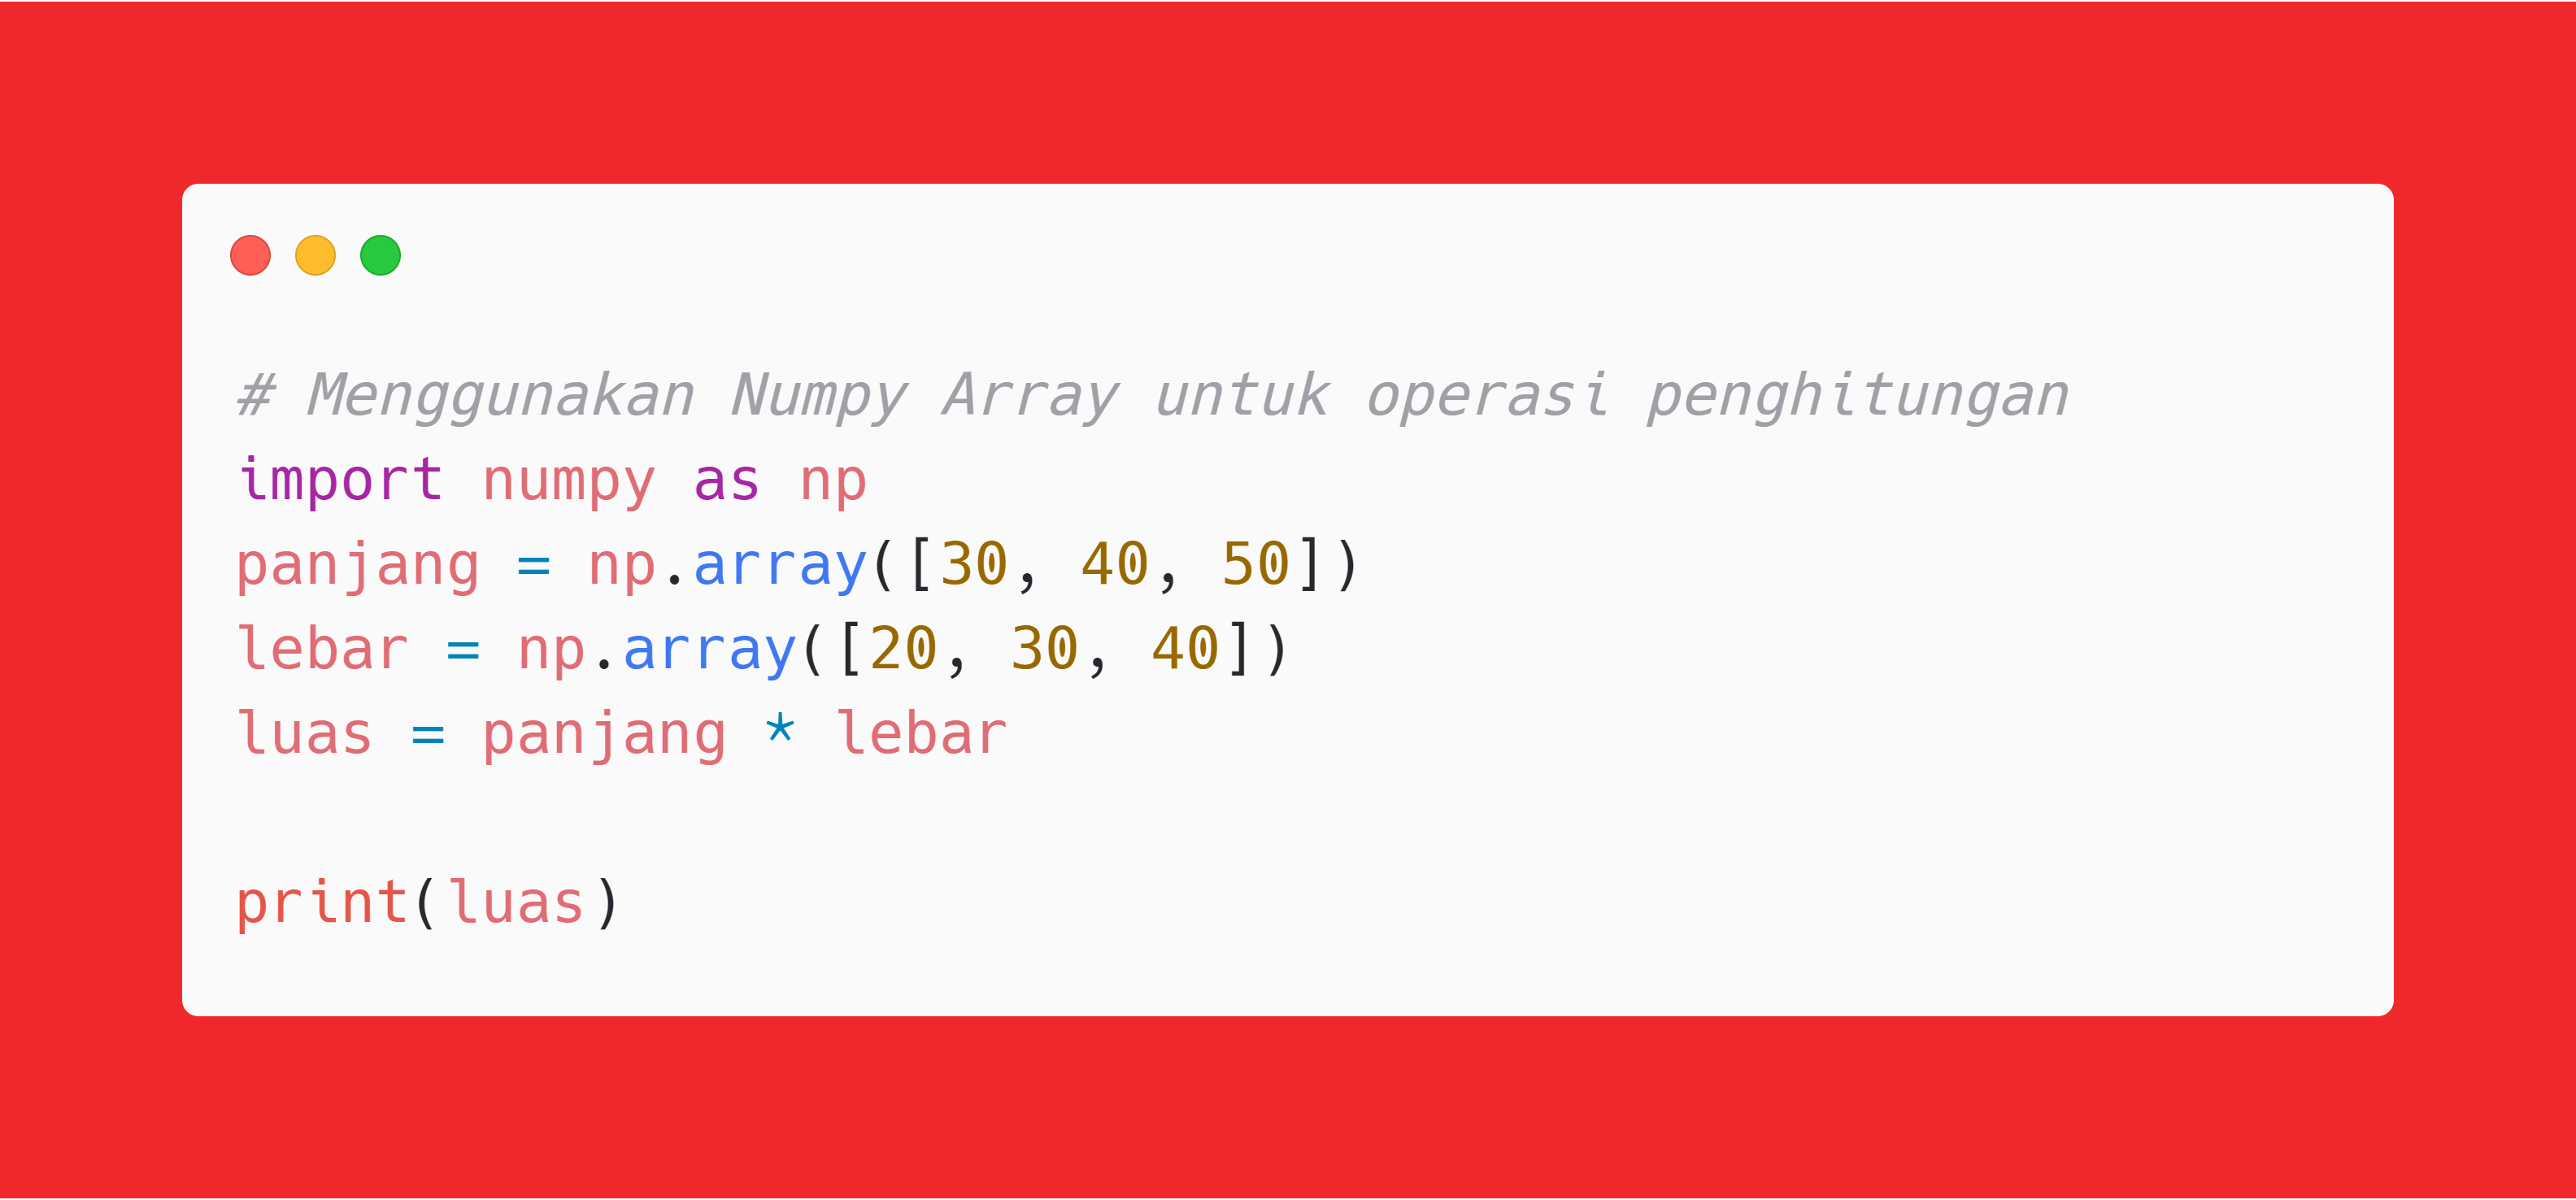 # Menggunakan Numpy Array untuk operasi penghitungan
import numpy as np
panjang = np.array([30, 40, 50])
lebar = np.array([20, 30, 40])
luas = panjang * lebar
print(luas)